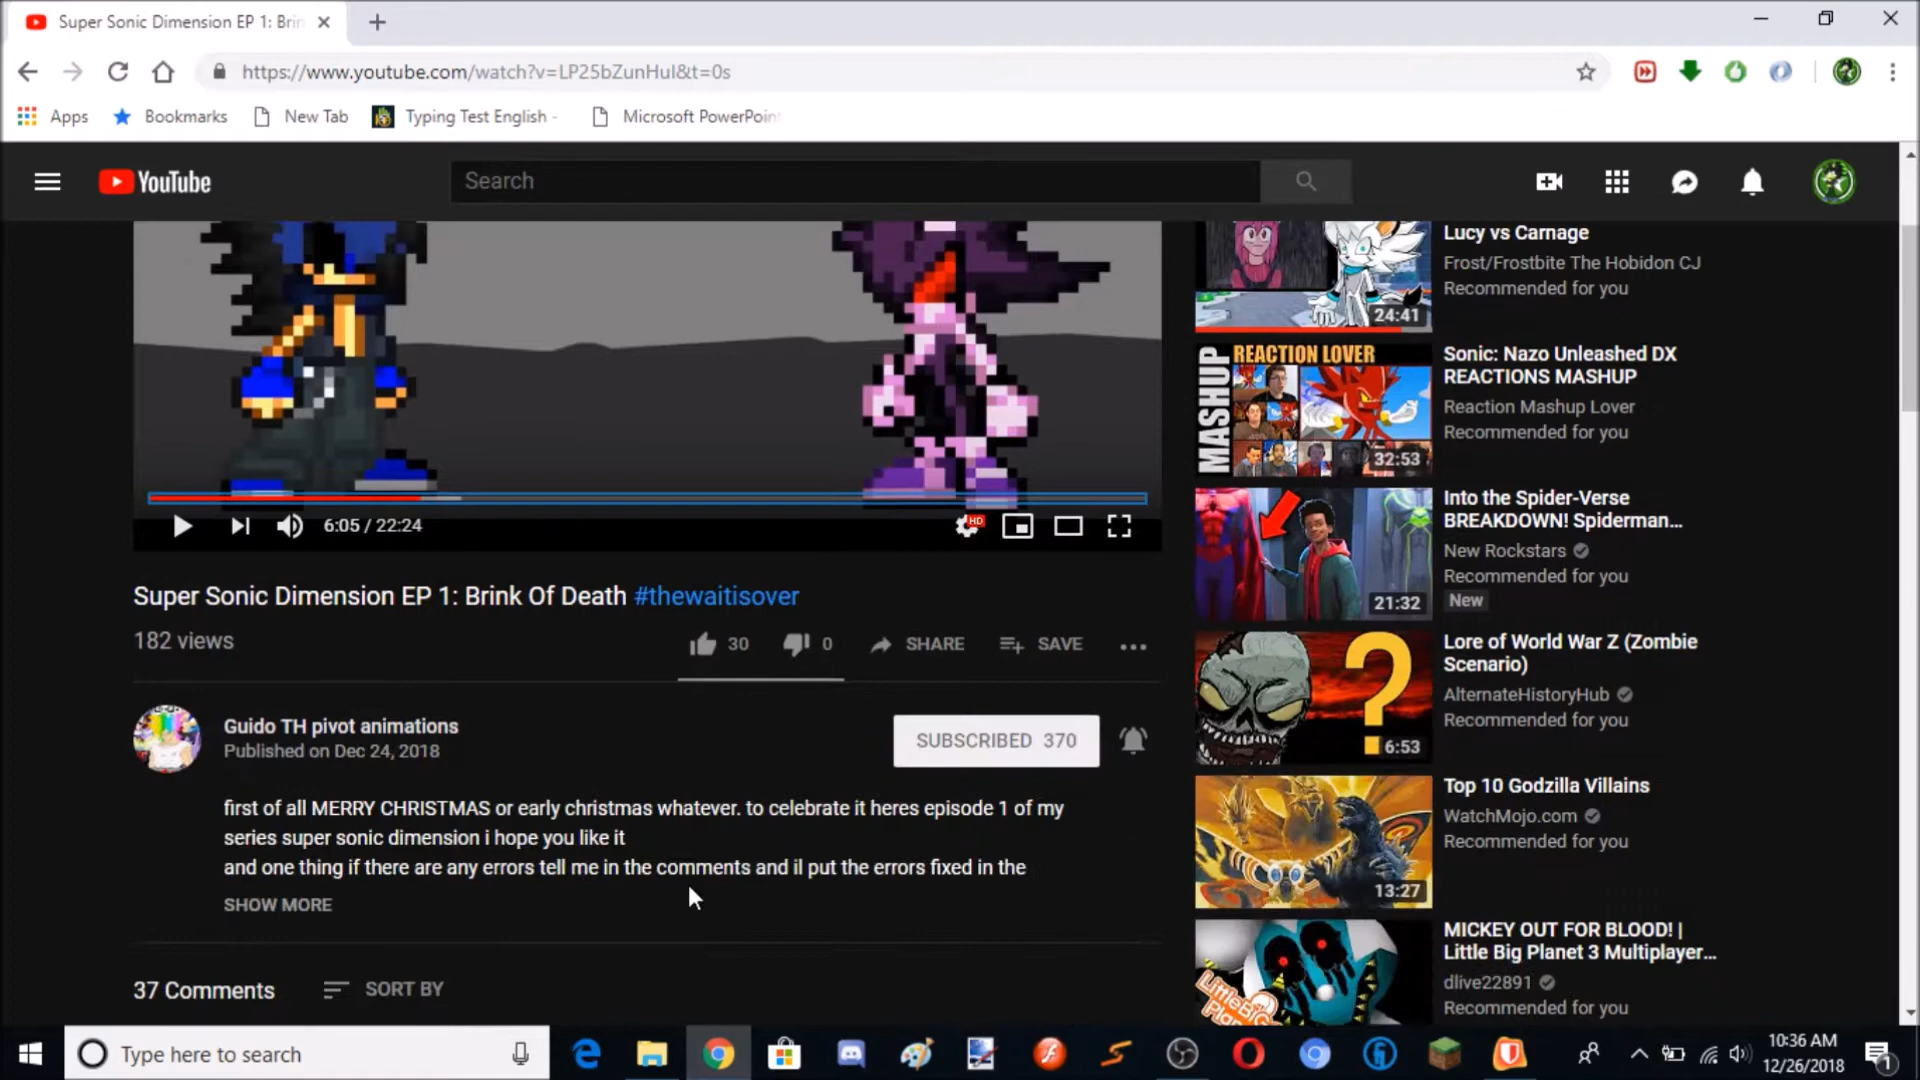 Super Sonic Dimension EP 1: Brin
https://www.youtube.com/watch?v=LP25bZunHuI&t=0s
Apps
Bookmarks
New Tab
Typing Test English -
Microsoft PowerPoin
YouTube
Search
6:05 / 22:24
HD
Super Sonic Dimension EP 1: Brink Of Death #thewaitisover
182 views
30
0
SHARE
SAVE
Guido TH pivot animations
Published on Dec 24, 2018
SUBSCRIBED 370
first of all MERRY CHRISTMAS or early christmas whatever. to celebrate it heres episode 1 of my
series super sonic dimension i hope you like it
and one thing if there are any errors tell me in the comments and il put the errors fixed in the
SHOW MORE
37 Comments
SORT BY
Lucy vs Carnage
Frost/Frostbite The Hobidon CJ
Recommended for you
24:41
MASHUP
REACTION LOVER
32:53
Sonic: Nazo Unleashed DX
REACTIONS MASHUP
Reaction Mashup Lover
Recommended for you
21:32
Into the Spider-Verse
BREAKDOWN! Spiderman...
New Rockstars
Recommended for you
New
?
6:53
Lore of World War Z (Zombie
Scenario)
AlternateHistoryHub
Recommended for you
13:27
Top 10 Godzilla Villains
WatchMojo.com
Recommended for you
LittleBig
MICKEY OUT FOR BLOOD! |
Little Big Planet 3 Multiplayer...
dlive22891
Recommended for you
Type here to search
10:36 AM
12/26/2018
1